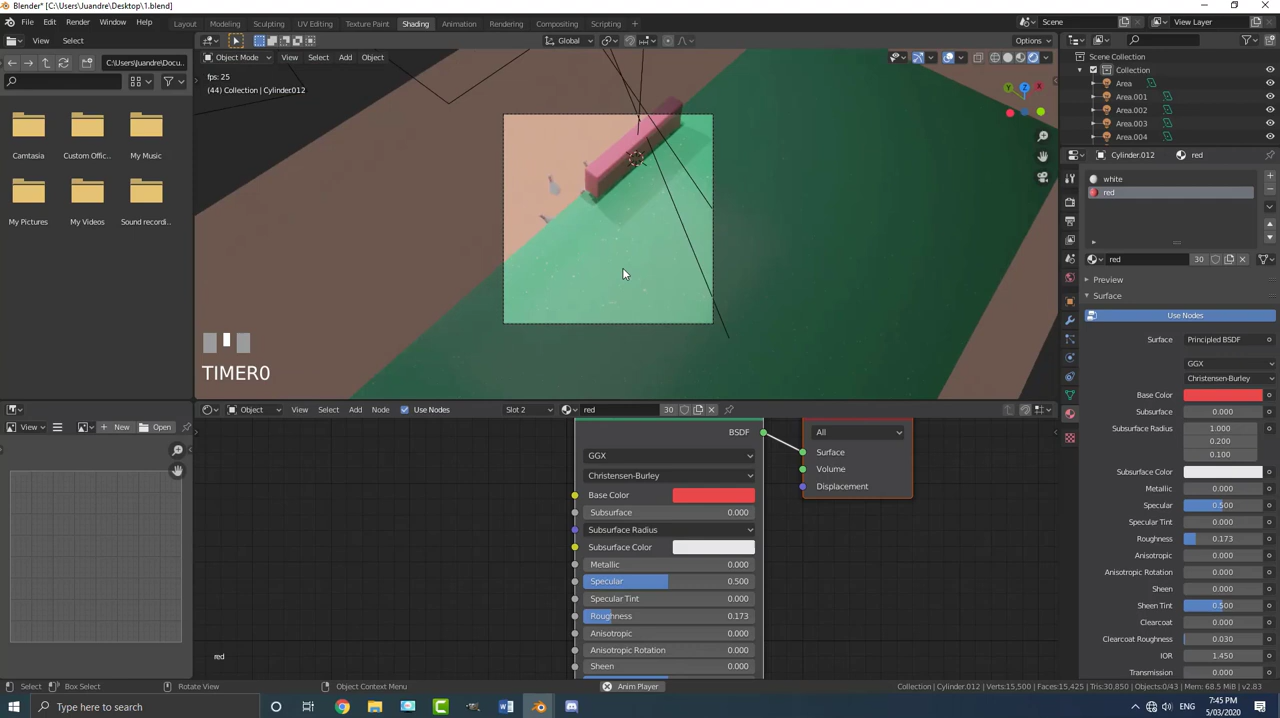 Blender* [C:\Users\Juandre\Desktop\1.blend]
File Edit Render Window Help
Layout Modeling Sculpting UV Editing Texture Paint Shading Animation Rendering Compositing Scripting
Scene
View Layer
View Select
C:\Users\Juandre\Docu...
Camtasia Custom Offic... My Music
My Pictures My Videos Sound recordi...
Global
Options
Object Mode View Select Add Object
fps: 25
(44) Collection | Cylinder.012
TIMER0
Scene Collection
Collection
Area
Area.001
Area.002
Area.003
Area.004
Cylinder.012 red
white
red
red 30
Preview
Surface
Use Nodes
Surface Principled BSDF
GGX
Christensen-Burley
Base Color
Subsurface 0.000
Subsurface Radius 1.000
0.200
0.100
Subsurface Color
Metallic 0.000
Specular 0.500
Specular Tint 0.000
Roughness 0.173
Anisotropic 0.000
Anisotropic Rotation 0.000
Sheen 0.000
Sheen Tint 0.500
Clearcoat 0.000
Clearcoat Roughness 0.030
IOR 1.450
Transmission 0.000
View New Open
Object View Select Add Node Use Nodes Slot 2 red 30
BSDF
GGX
Christensen-Burley
Base Color
Subsurface 0.000
Subsurface Radius
Subsurface Color
Metallic 0.000
Specular 0.500
Specular Tint 0.000
Roughness 0.173
Anisotropic 0.000
Anisotropic Rotation 0.000
Sheen 0.000
All
Surface
Volume
Displacement
red
Select Box Select Rotate View Object Context Menu Anim Player Collection | Cylinder.012 | Verts:15,500 | Faces:15,425 | Tris:30,850 | Objects:0/43 | Mem: 68.5 MiB | v2.83
Type here to search
7:45 PM
5/03/2020